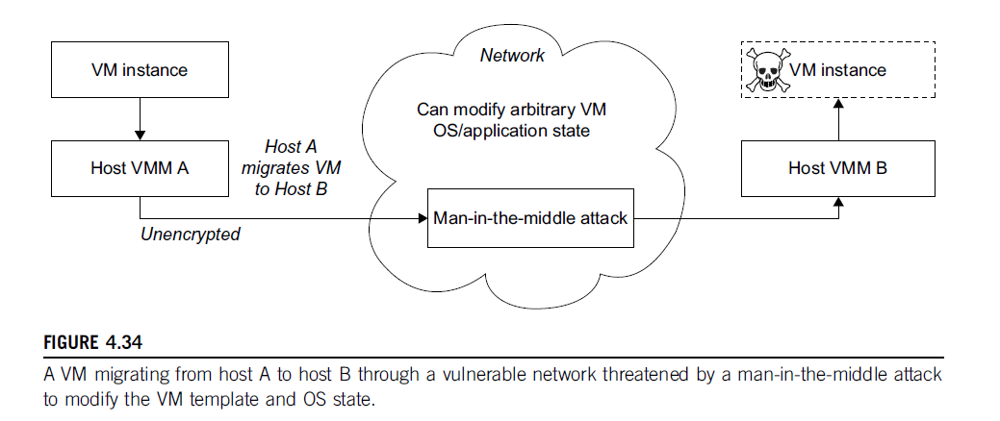 Network
VM instance
VM instance
Can modify arbitrary VM
OS/application state
Host VMM A
Host A
migrates VM
to Host B
Host VMM B
Man-in-the-middle attack
Unencrypted
FIGURE 4.34
A VM migrating from host A to host B through a vulnerable network threatened by a man-in-the-middle attack
to modify the VM template and OS state.